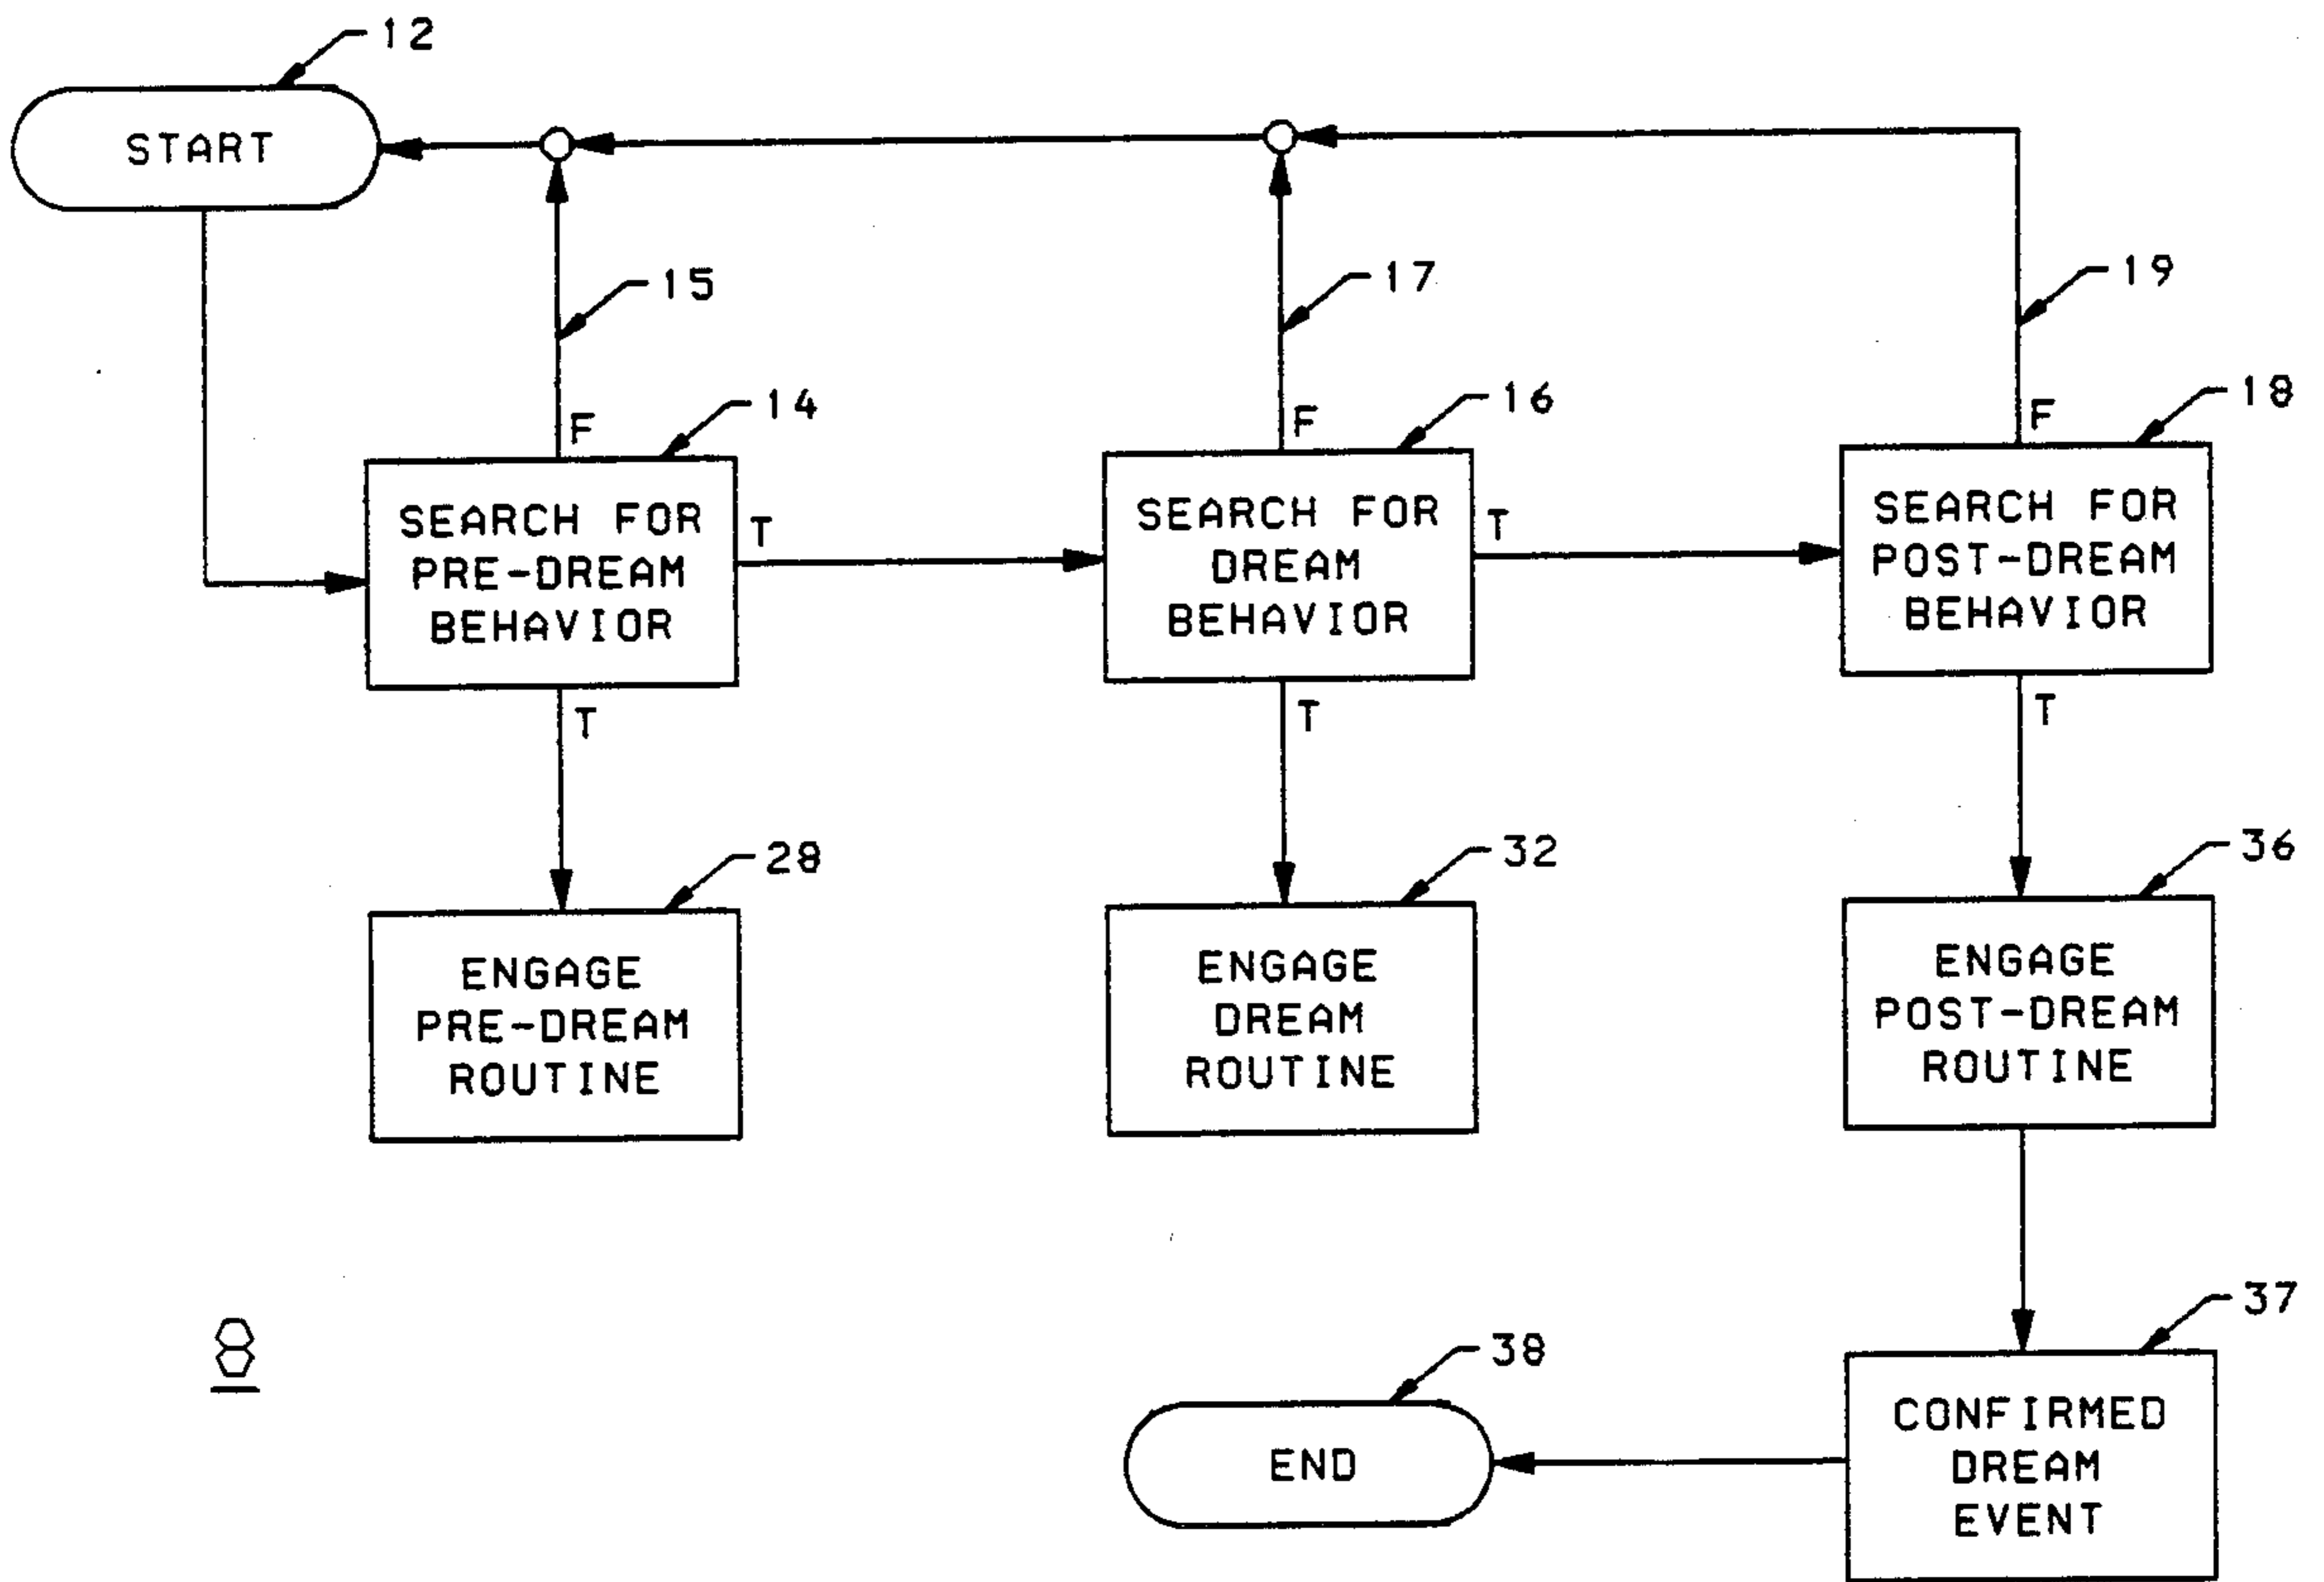 12
START
15
17
19
F
14
F
16
F
18
SEARCH FOR
PRE-DREAM
BEHAVIOR
T
SEARCH FOR
DREAM
BEHAVIOR
T
SEARCH FOR
POST-DREAM
BEHAVIOR
T
T
T
28
32
36
ENGAGE
PRE-DREAM
ROUTINE
ENGAGE
DREAM
ROUTINE
ENGAGE
POST-DREAM
ROUTINE
8
38
37
END
CONFIRMED
DREAM
EVENT